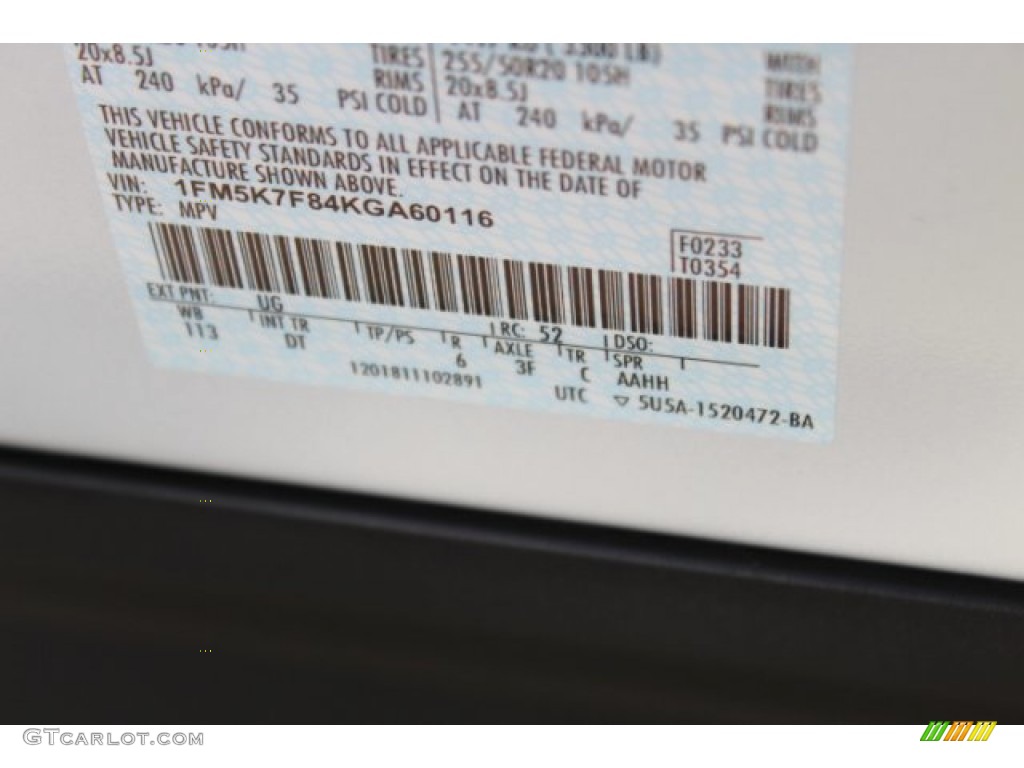 20x8.5J TIRES 255/50R20 105H
AT 240 kPa/ 35 PSI COLD RIMS 20x8.5J TIRES
AT 240 kPa/ 35 PSI COLD RIMS
THIS VEHICLE CONFORMS TO ALL APPLICABLE FEDERAL MOTOR
VEHICLE SAFETY STANDARDS IN EFFECT ON THE DATE OF
MANUFACTURE SHOWN ABOVE.
VIN: 1FM5K7F84KGA60116
TYPE: MPV
F0233
T0354
EXT PNT: UG RC: 52 DSO:
WB INT TR TP/PS R AXLE TR SPR
113 DT 6 3F C AAHH
1201811102891 UTC ▽ 5U5A-1520472-BA
GTCARLOT.COM